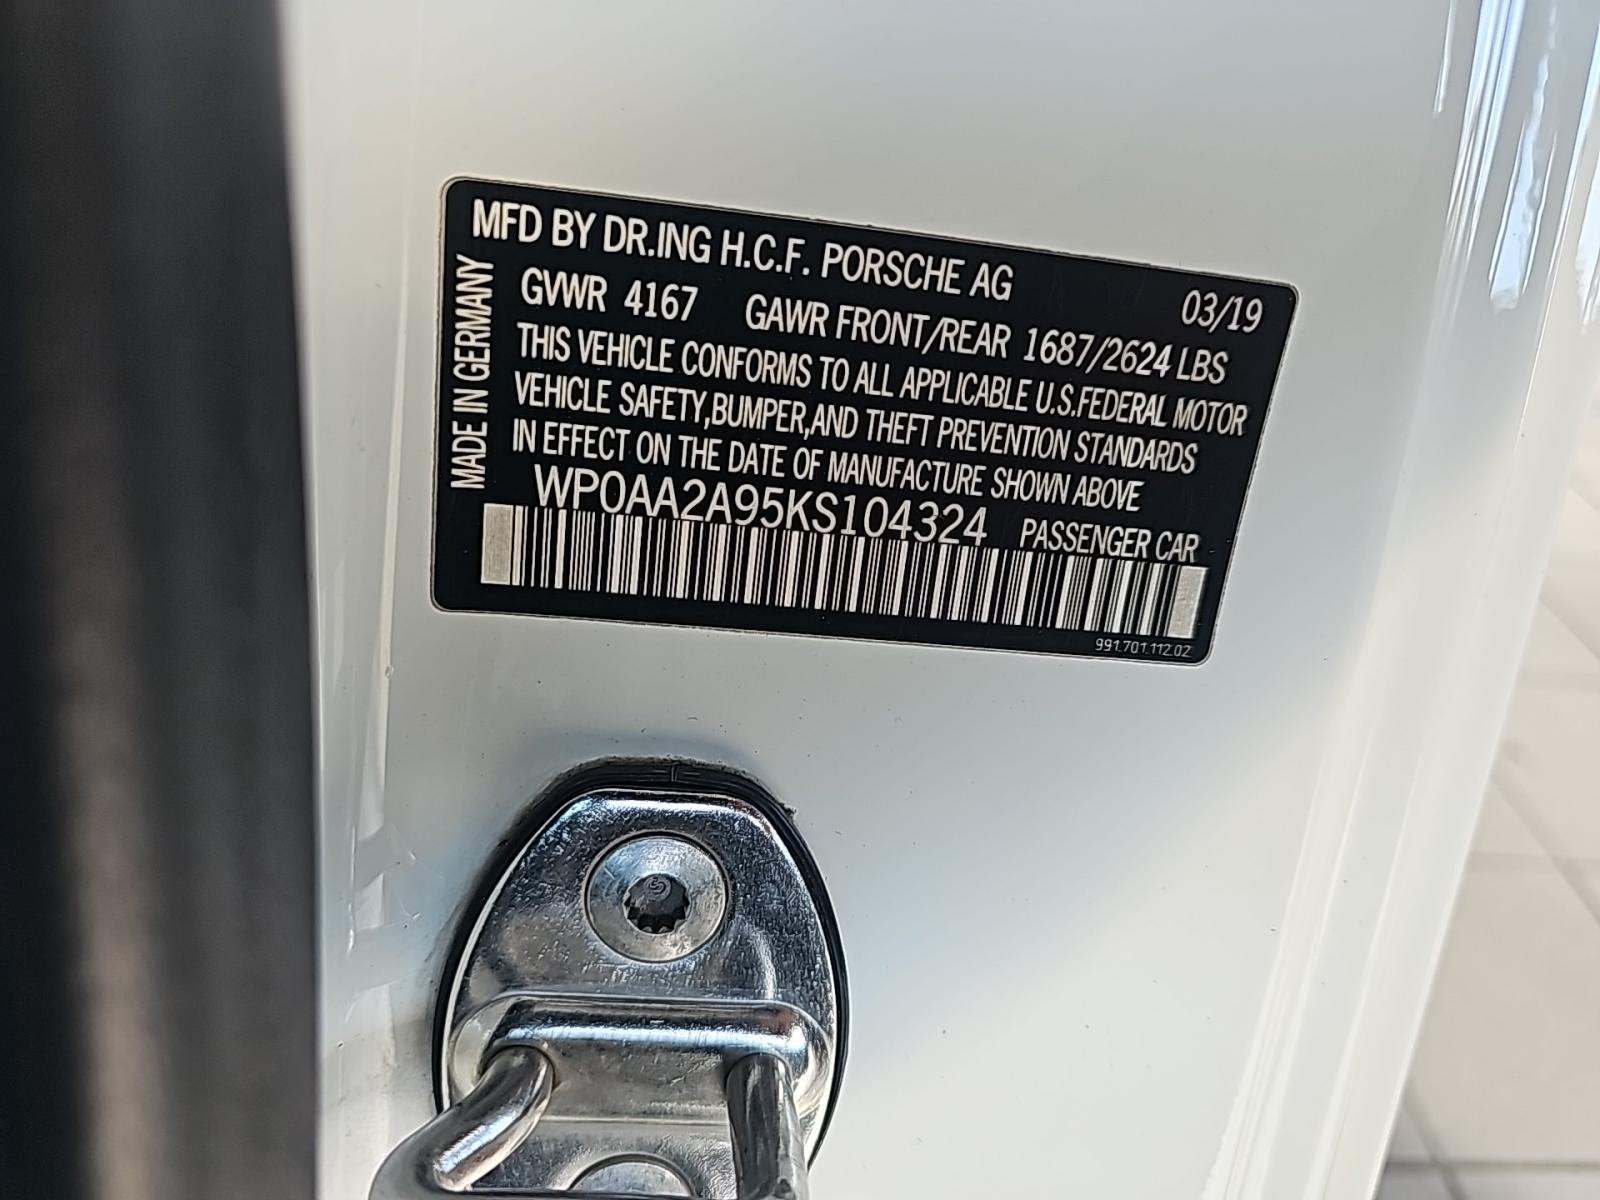 MFD BY DR.ING H.C.F. PORSCHE AG 03/19
GVWR 4167 GAWR FRONT/REAR 1687/2624 LBS
THIS VEHICLE CONFORMS TO ALL APPLICABLE U.S.FEDERAL MOTOR
VEHICLE SAFETY,BUMPER,AND THEFT PREVENTION STANDARDS
IN EFFECT ON THE DATE OF MANUFACTURE SHOWN ABOVE
WP0AA2A95KS104324 PASSENGER CAR
991.701.112.02
MADE IN GERMANY